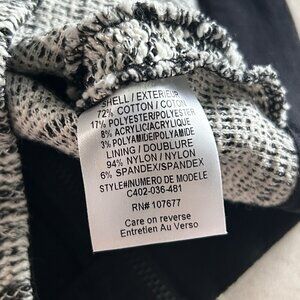 SHELL / EXTERIEUR
72% COTTON / COTON
17% POLYESTER/POLYESTER
8% ACRYLIC/ACRYLIQUE
3% POLYAMIDE/POLYAMIDE
LINING / DOUBLURE
94% NYLON / NYLON
6% SPANDEX/SPANDEX
STYLE#/NUMERO DE MODELE
C402-036-481
RN# 107677
Care on reverse
Entretien Au Verso